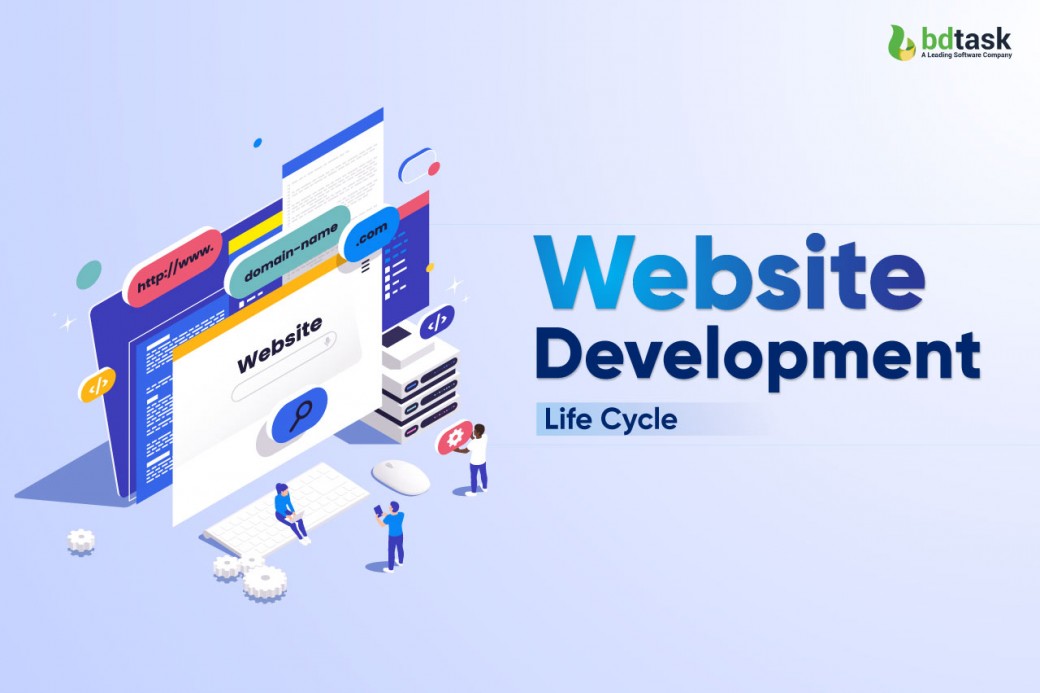 bdtask
A Leading Software Company
http://www.
domain-name
.com
Website
</>
</>
Website
Development
Life Cycle